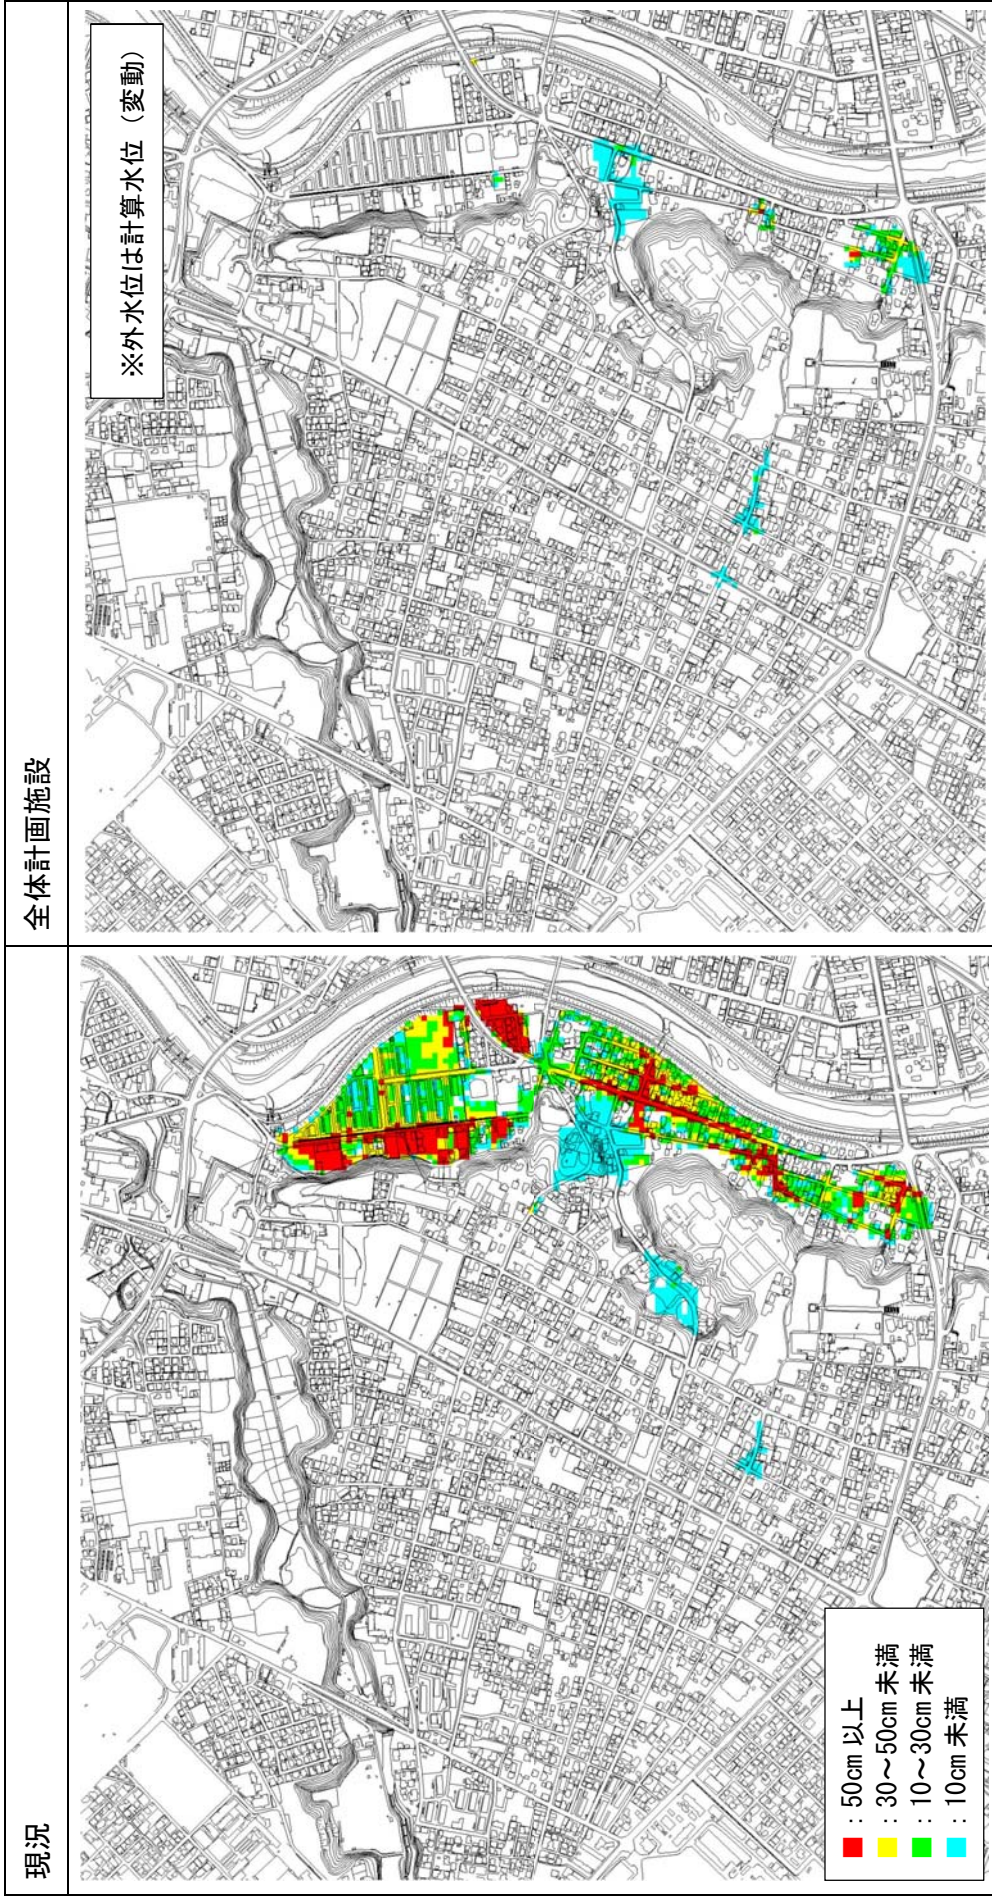 現況
全体計画施設
※外水位は計算水位（変動）
：50cm 以上
：30～50cm 未満
：10～30cm 未満
：10cm 未満